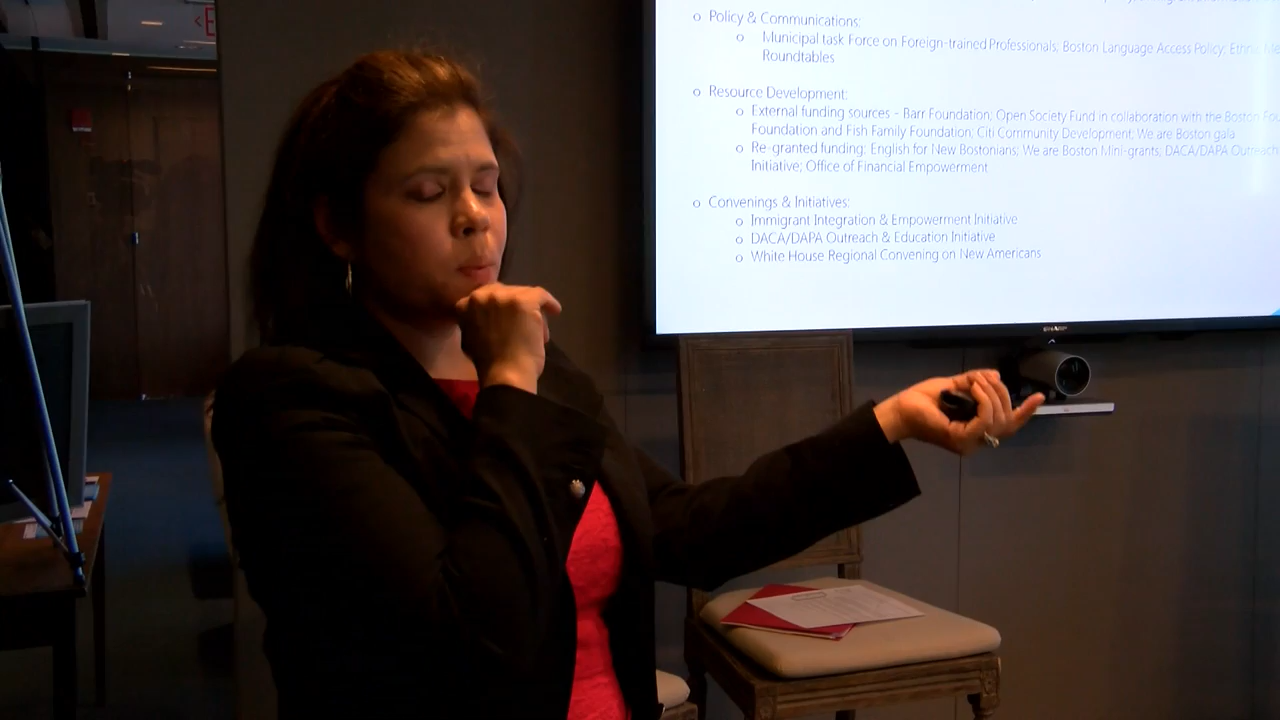 Policy & Communications:
Municipal task Force on Foreign-trained Professionals; Boston Language Access Policy: Ethnic Me
Roundtables
Resource Development:
External funding sources - Barr Foundation; Open Society Fund in collaboration with the Boston Fou
Foundation and Fish Family Foundation; Citi Community Development; We are Boston gala
Re-granted funding: English for New Bostonians; We are Boston Mini-grants; DACA/DAPA Outreach
Initiative; Office of Financial Empowerment
Convenings & Initiatives:
Immigrant Integration & Empowerment Initiative
DACA/DAPA Outreach & Education Initiative
White House Regional Convening on New Americans
SHARP